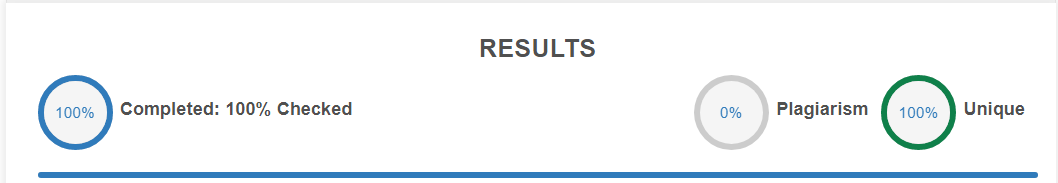 RESULTS
100% Completed: 100% Checked 0% Plagiarism 100% Unique